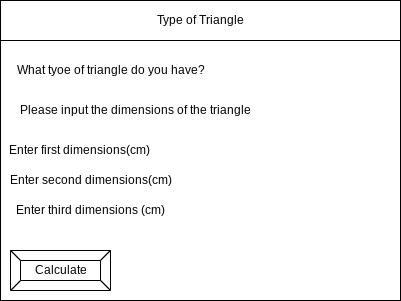 Type of Triangle
What tyoe of triangle do you have?
Please input the dimensions of the triangle
Enter first dimensions(cm)
Enter second dimensions(cm)
Enter third dimensions (cm)
Calculate